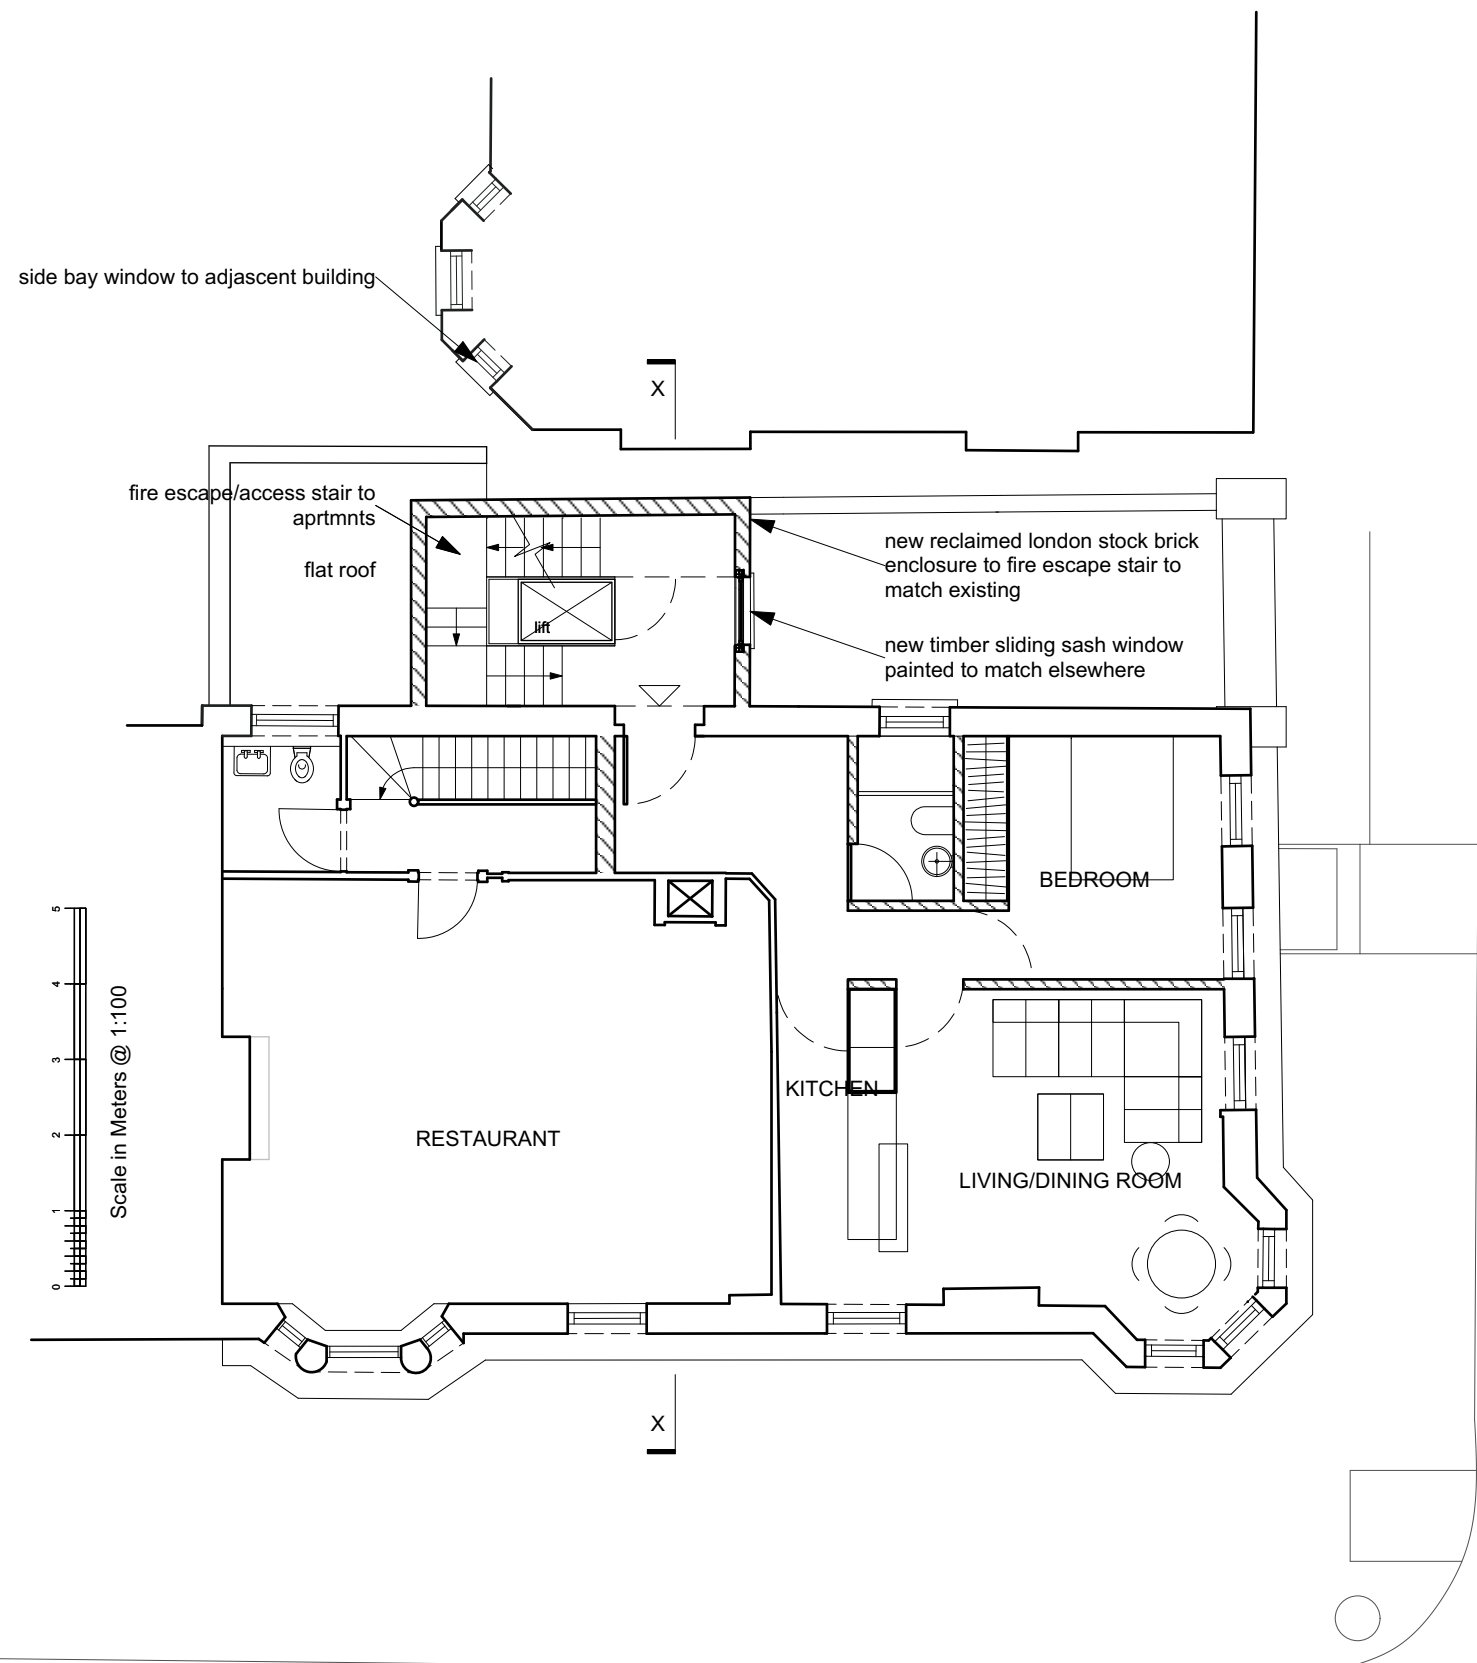 side bay window to adjascent building
X
fire escape/access stair to
aprtmnts
flat roof
new reclaimed london stock brick
enclosure to fire escape stair to
match existing
lift
new timber sliding sash window
painted to match elsewhere
BEDROOM
5
4
3
2
1
0
Scale in Meters @ 1:100
KITCHEN
RESTAURANT
LIVING/DINING ROOM
X